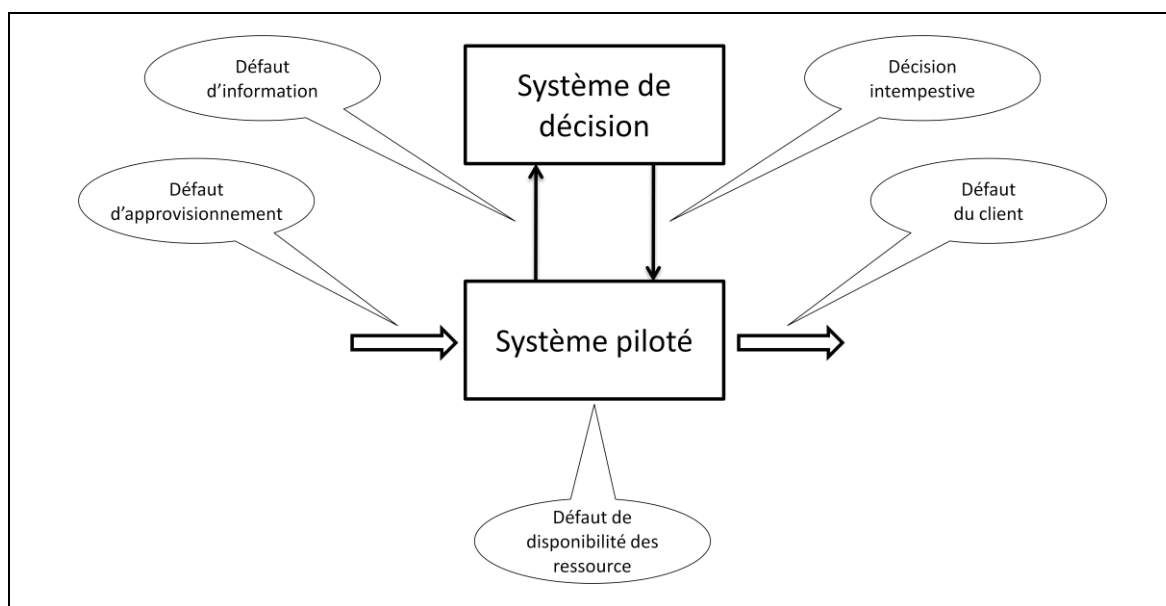 Défaut
d'information
Système de
décision
Décision
intempestive
Défaut
d'approvisionnement
Défaut
du client
Système piloté
Défaut de
disponibilité des
ressource